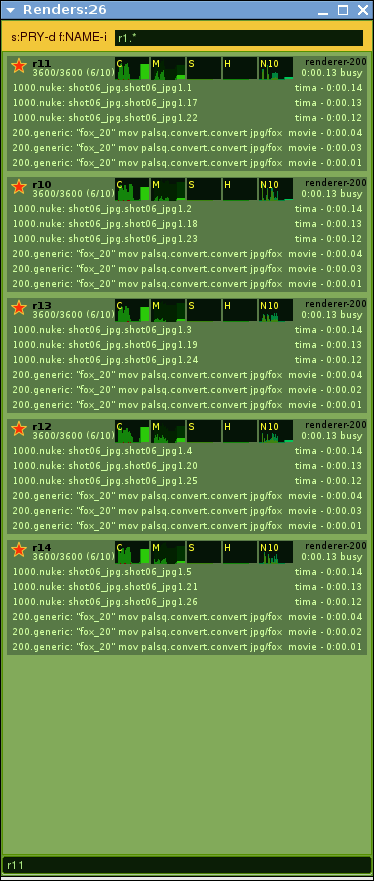 Renders:26
s:PRY-d f:NAME-i r1.*
r11 C M S H N10 renderer-200
3600/3600 (6/10) 0:00.13 busy
1000.nuke: shot06_jpg.shot06_jpg1.1 tima - 0:00.14
1000.nuke: shot06_jpg.shot06_jpg1.17 tima - 0:00.13
1000.nuke: shot06_jpg.shot06_jpg1.22 tima - 0:00.12
200.generic: "fox_20" mov palsq.convert.convert jpg/fox movie - 0:00.04
200.generic: "fox_20" mov palsq.convert.convert jpg/fox movie - 0:00.03
200.generic: "fox_20" mov palsq.convert.convert jpg/fox movie - 0:00.01
r10 C M S H N10 renderer-200
3600/3600 (6/10) 0:00.13 busy
1000.nuke: shot06_jpg.shot06_jpg1.2 tima - 0:00.14
1000.nuke: shot06_jpg.shot06_jpg1.18 tima - 0:00.13
1000.nuke: shot06_jpg.shot06_jpg1.23 tima - 0:00.12
200.generic: "fox_20" mov palsq.convert.convert jpg/fox movie - 0:00.04
200.generic: "fox_20" mov palsq.convert.convert jpg/fox movie - 0:00.03
200.generic: "fox_20" mov palsq.convert.convert jpg/fox movie - 0:00.01
r13 C M S H N10 renderer-200
3600/3600 (6/10) 0:00.13 busy
1000.nuke: shot06_jpg.shot06_jpg1.3 tima - 0:00.14
1000.nuke: shot06_jpg.shot06_jpg1.19 tima - 0:00.13
1000.nuke: shot06_jpg.shot06_jpg1.24 tima - 0:00.12
200.generic: "fox_20" mov palsq.convert.convert jpg/fox movie - 0:00.04
200.generic: "fox_20" mov palsq.convert.convert jpg/fox movie - 0:00.02
200.generic: "fox_20" mov palsq.convert.convert jpg/fox movie - 0:00.01
r12 C M S H N10 renderer-200
3600/3600 (6/10) 0:00.13 busy
1000.nuke: shot06_jpg.shot06_jpg1.4 tima - 0:00.14
1000.nuke: shot06_jpg.shot06_jpg1.20 tima - 0:00.13
1000.nuke: shot06_jpg.shot06_jpg1.25 tima - 0:00.12
200.generic: "fox_20" mov palsq.convert.convert jpg/fox movie - 0:00.04
200.generic: "fox_20" mov palsq.convert.convert jpg/fox movie - 0:00.03
200.generic: "fox_20" mov palsq.convert.convert jpg/fox movie - 0:00.01
r14 C M S H N10 renderer-200
3600/3600 (6/10) 0:00.13 busy
1000.nuke: shot06_jpg.shot06_jpg1.5 tima - 0:00.14
1000.nuke: shot06_jpg.shot06_jpg1.21 tima - 0:00.13
1000.nuke: shot06_jpg.shot06_jpg1.26 tima - 0:00.12
200.generic: "fox_20" mov palsq.convert.convert jpg/fox movie - 0:00.04
200.generic: "fox_20" mov palsq.convert.convert jpg/fox movie - 0:00.02
200.generic: "fox_20" mov palsq.convert.convert jpg/fox movie - 0:00.01
r11